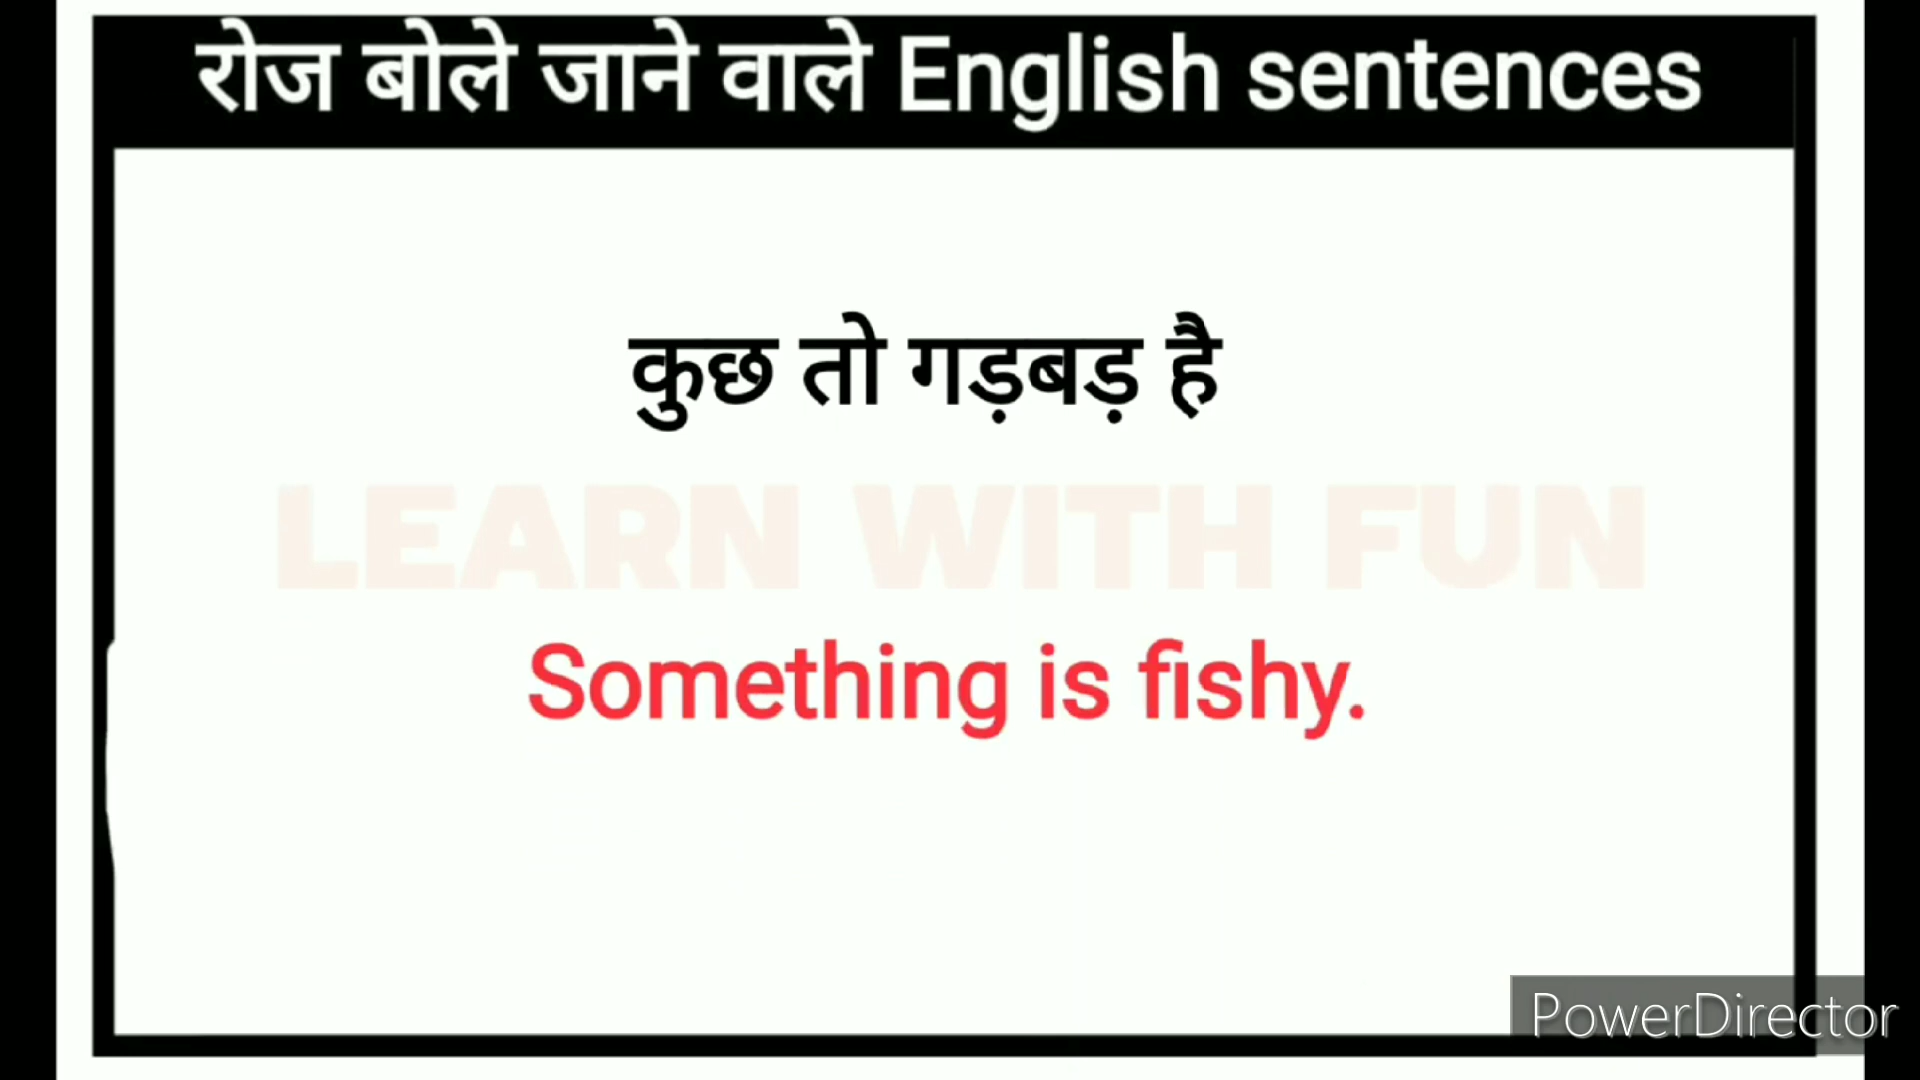 रोज बोले जाने वाले English sentences
कुछ तो गड़बड़ है
LEARN WITH FUN
Something is fishy.
PowerDirector